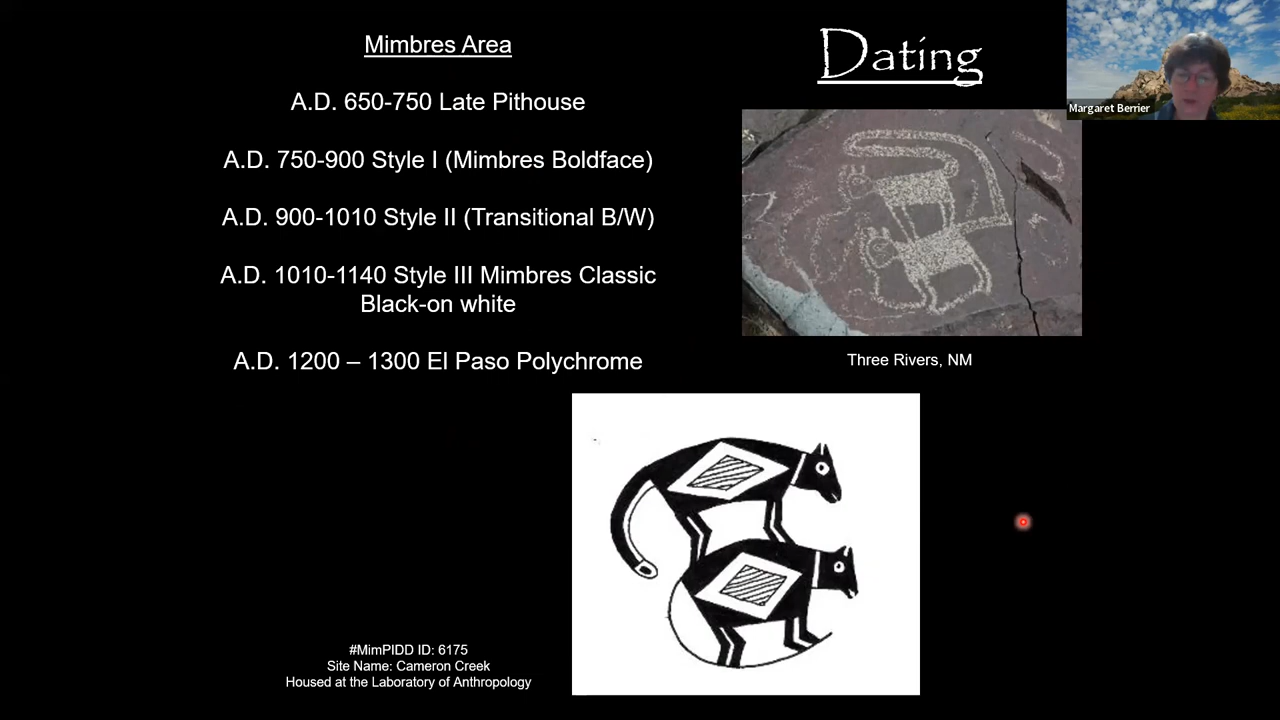 Mimbres Area
A.D. 650-750 Late Pithouse
A.D. 750-900 Style I (Mimbres Boldface)
A.D. 900-1010 Style II (Transitional B/W)
A.D. 1010-1140 Style III Mimbres Classic
Black-on white
A.D. 1200 – 1300 El Paso Polychrome
Dating
Margaret Berrier
Three Rivers, NM
#MimPIDD ID: 6175
Site Name: Cameron Creek
Housed at the Laboratory of Anthropology